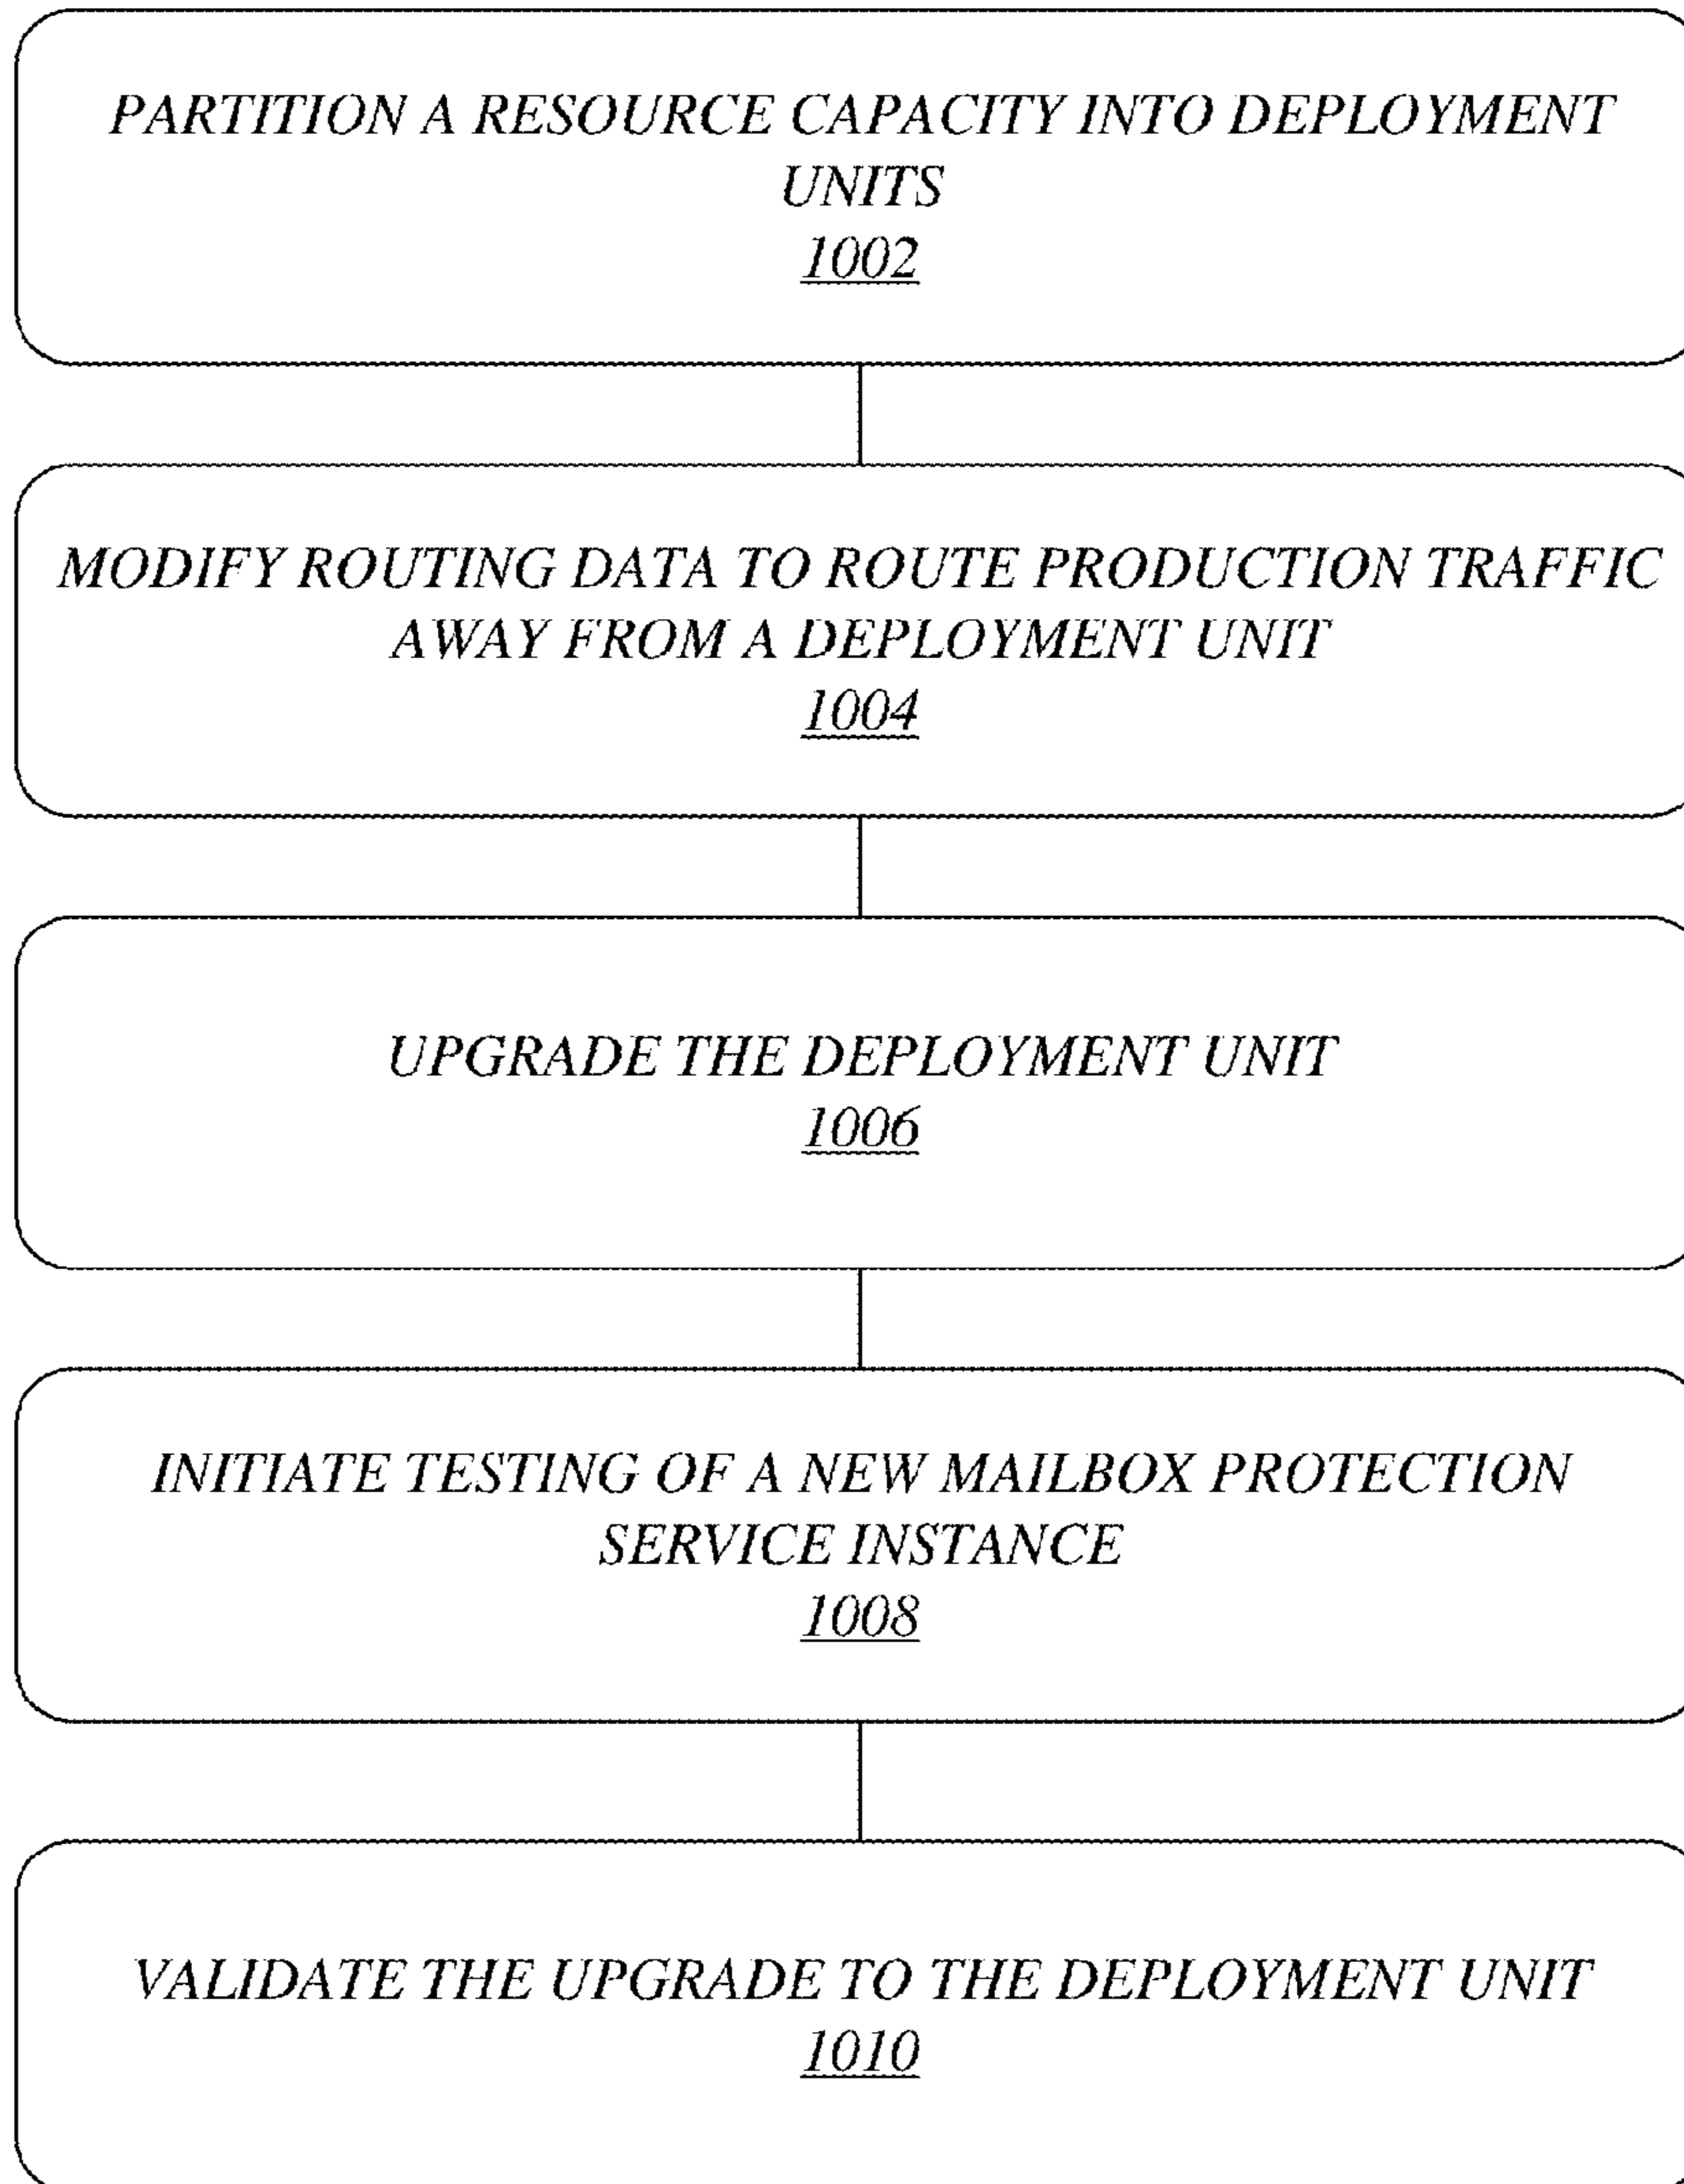 PARTITION A RESOURCE CAPACITY INTO DEPLOYMENT
UNITS
1002
MODIFY ROUTING DATA TO ROUTE PRODUCTION TRAFFIC
AWAY FROM A DEPLOYMENT UNIT
1004
UPGRADE THE DEPLOYMENT UNIT
1006
INITIATE TESTING OF A NEW MAILBOX PROTECTION
SERVICE INSTANCE
1008
VALIDATE THE UPGRADE TO THE DEPLOYMENT UNIT
1010